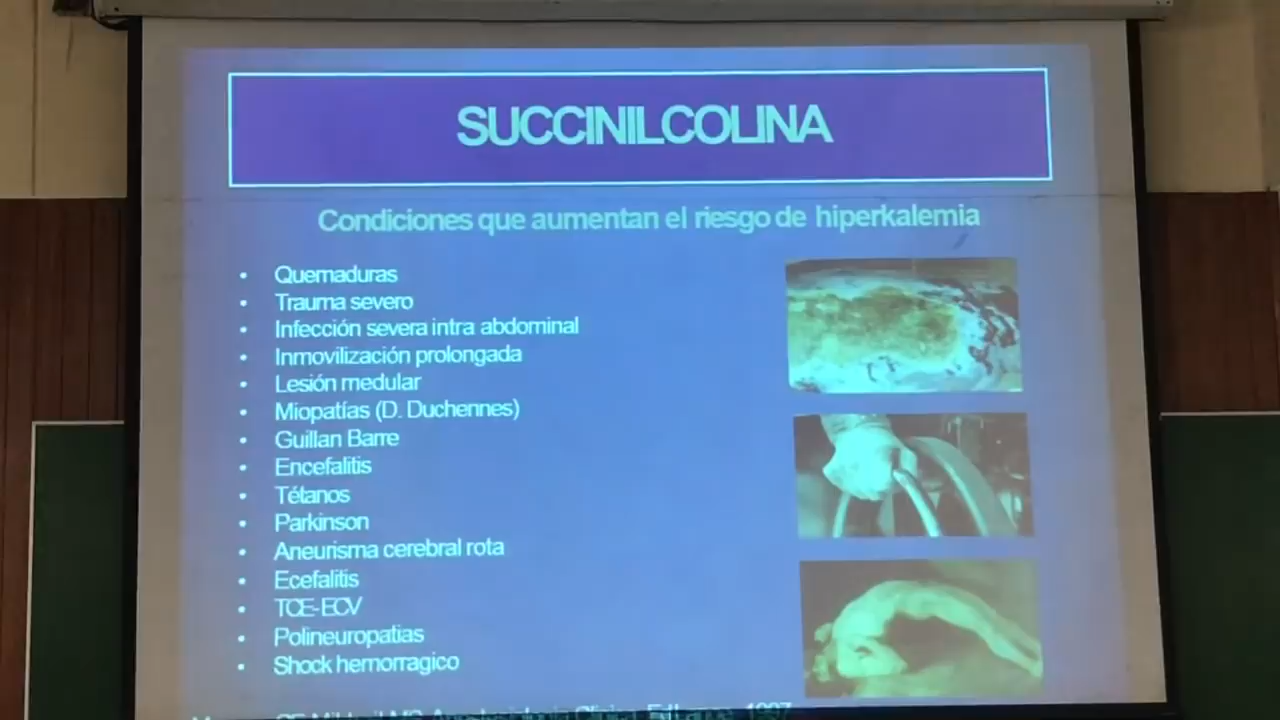 SUCCINILCOLINA
Condiciones que aumentan el riesgo de hiperkalemia
• Quemaduras
• Trauma severo
• Infección severa intra abdominal
• Inmovilización prolongada
• Lesión medular
• Miopatías (D. Duchennes)
• Guillan Barre
• Encefalitis
• Tétanos
• Parkinson
• Aneurisma cerebral rota
• Ecefalitis
• TCE-ECV
• Polineuropatias
• Shock hemorragico